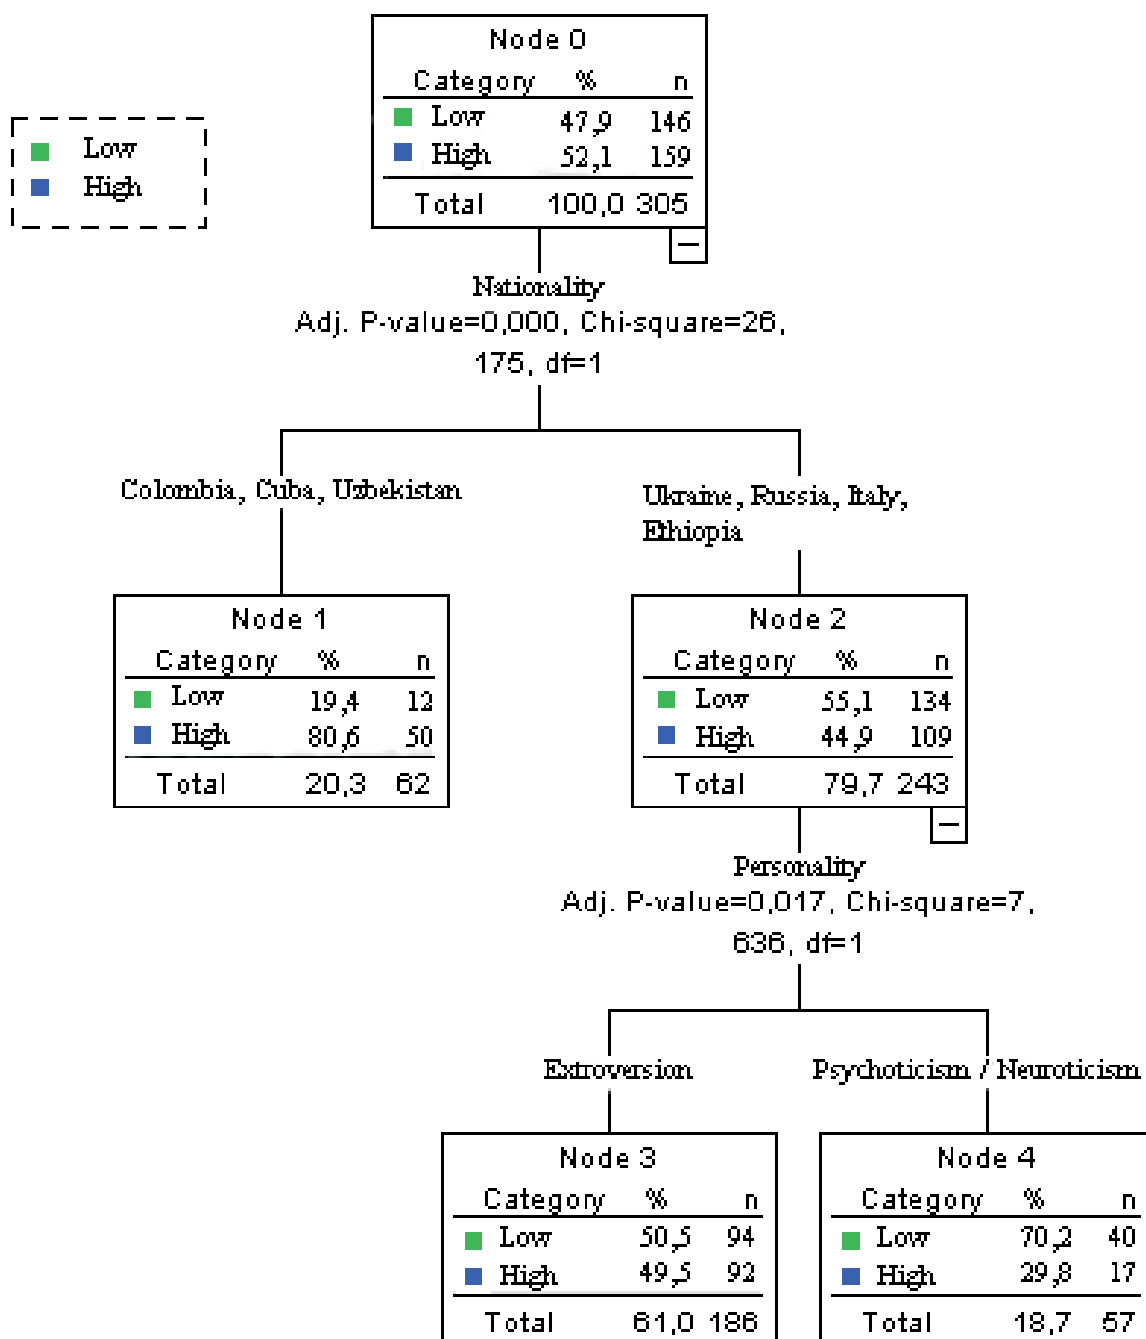 Node 0
Category % n
Low 47,9 146
High 52,1 159
Total 100,0 305
Low
High
Nationality
Adj. P-value=0,000, Chi-square=26,
175, df=1
Colombia, Cuba, Uzbekistan
Ukraine, Russia, Italy,
Ethiopia
Node 1
Category % n
Low 19,4 12
High 80,6 50
Total 20,3 62
Node 2
Category % n
Low 55,1 134
High 44,9 109
Total 79,7 243
Personality
Adj. P-value=0,017, Chi-square=7,
636, df=1
Extroversion
Psychoticism / Neuroticism
Node 3
Category % n
Low 50,5 94
High 49,5 92
Total 61,0 186
Node 4
Category % n
Low 70,2 40
High 29,8 17
Total 18,7 57